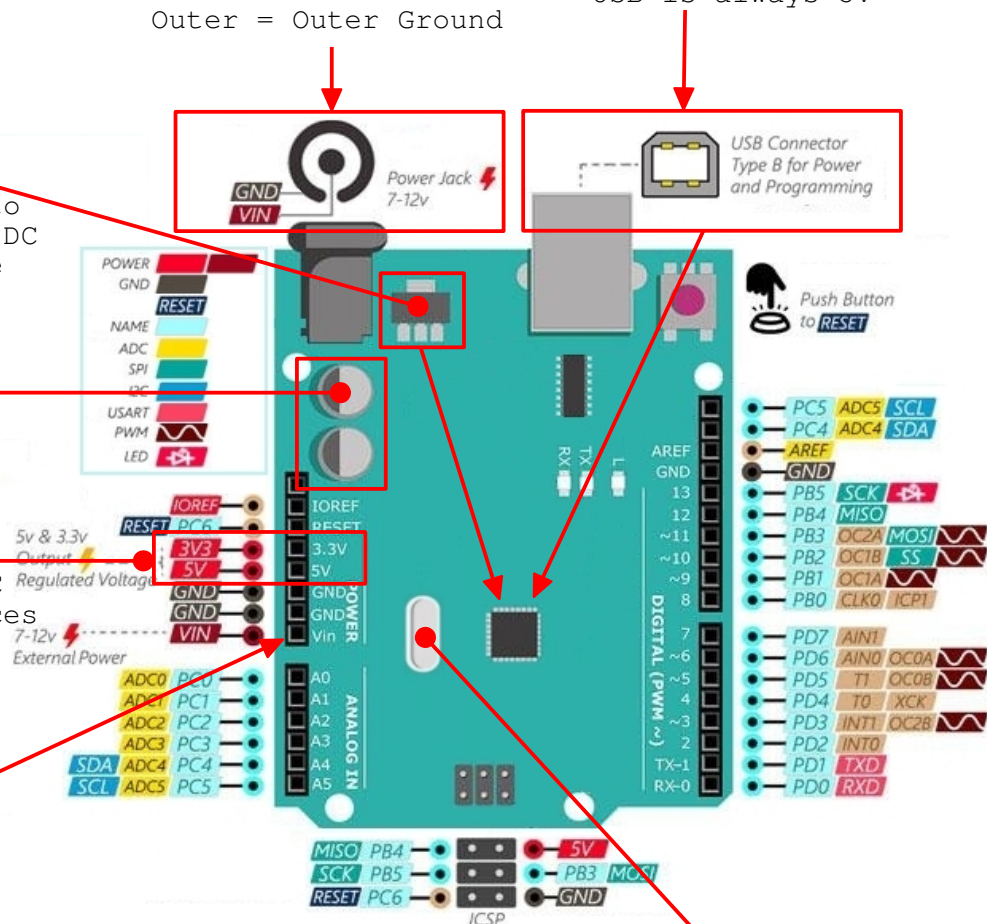 Outer = Outer Ground
USB is always
USB Connector
Type B for Power
and Programming
Power Jack
7-12v
GND
VIN
DC
POWER
GND
RESET
NAME
ADC
SPI
I2C
USART
PWM
LED
Push Button
to RESET
RX
TX
L
IOREF
RESET PC6
3V3
5V
GND
GND
VIN
5v & 3.3v
Output
Regulated Voltage
7-12v
External Power
IOREF
RESET
3.3V
5V
GND
GND
Vin
POWER
ADC0 PC0
ADC1 PC1
ADC2 PC2
ADC3 PC3
SDA ADC4 PC4
SCL ADC5 PC5
A0
A1
A2
A3
A4
A5
ANALOG IN
AREF
GND
13
12
~11
~10
~9
8
7
~6
~5
4
~3
2
TX-1
RX-0
DIGITAL (PWM ~)
PC5 ADC5 SCL
PC4 ADC4 SDA
AREF
GND
PB5 SCK
PB4 MISO
PB3 OC2A MOSI
PB2 OC1B SS
PB1 OC1A
PB0 CLK0 ICP1
PD7 AIN1
PD6 AIN0 OC0A
PD5 T1 OC0B
PD4 T0 XCK
PD3 INT1 OC2B
PD2 INT0
PD1 TXD
PD0 RXD
MISO PB4
SCK PB5
RESET PC6
5V
PB3 MOSI
GND
ICSP